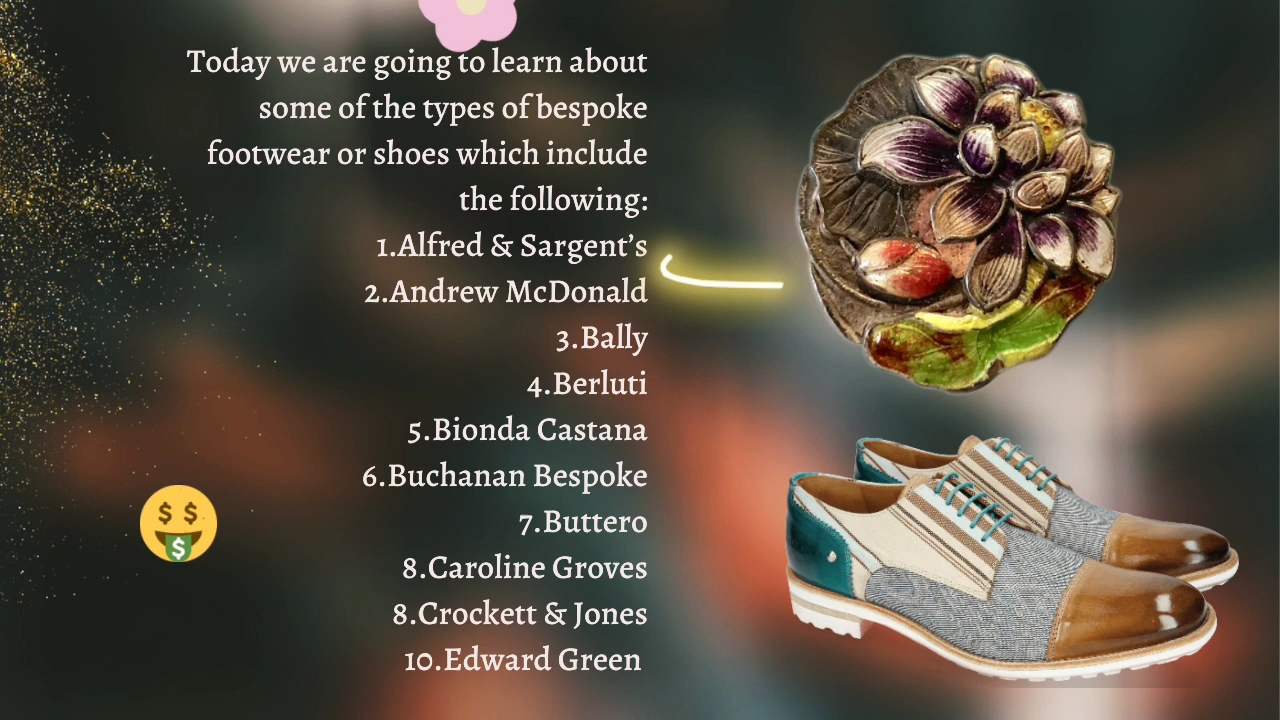 Today we are going to learn about
some of the types of bespoke
footwear or shoes which include
the following:
1.Alfred & Sargent’s
2.Andrew McDonald
3.Bally
4.Berluti
5.Bionda Castana
6.Buchanan Bespoke
7.Buttero
8.Caroline Groves
8.Crockett & Jones
10.Edward Green